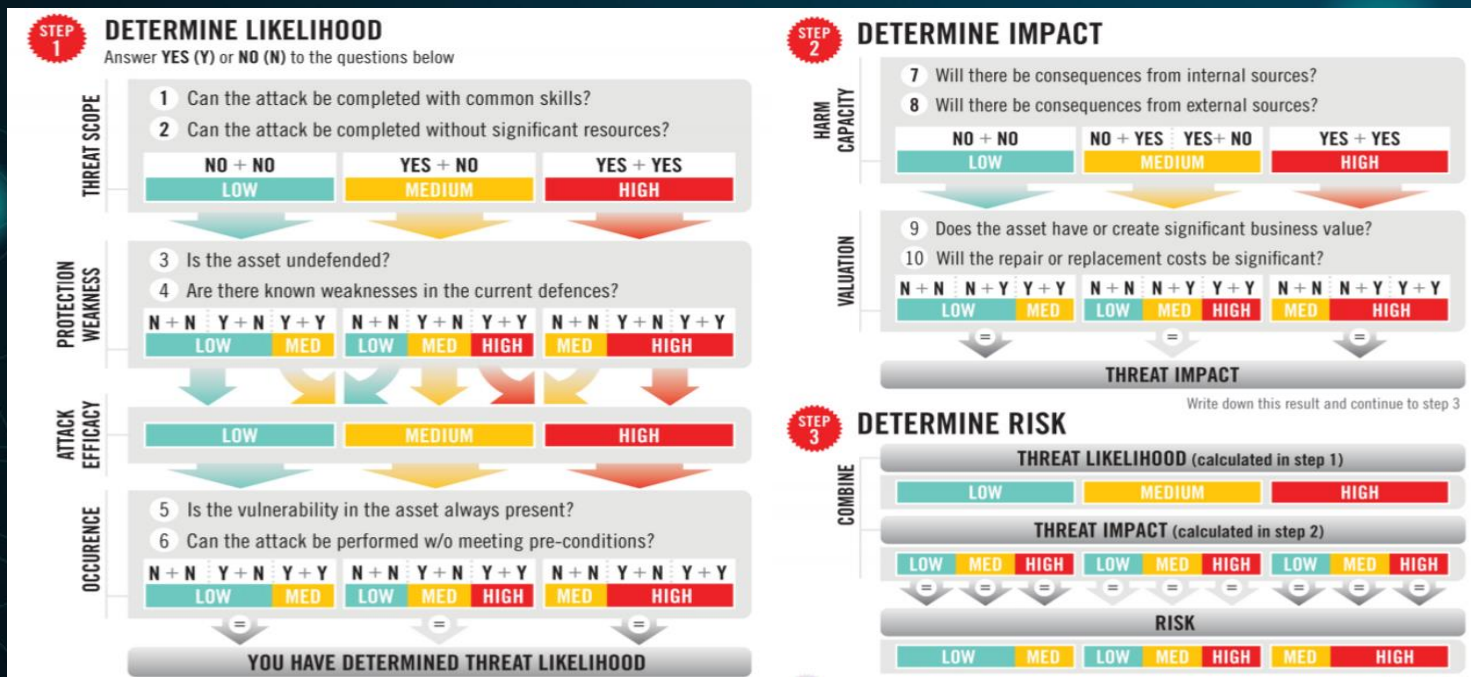 STEP 1
DETERMINE LIKELIHOOD
Answer YES (Y) or NO (N) to the questions below
THREAT SCOPE
1 Can the attack be completed with common skills?
2 Can the attack be completed without significant resources?
NO + NO YES + NO YES + YES
LOW MEDIUM HIGH
PROTECTION WEAKNESS
3 Is the asset undefended?
4 Are there known weaknesses in the current defences?
N + N Y + N Y + Y N + N Y + N Y + Y N + N Y + N Y + Y
LOW MED LOW MED HIGH MED HIGH
ATTACK EFFICACY
LOW MEDIUM HIGH
OCCURENCE
5 Is the vulnerability in the asset always present?
6 Can the attack be performed w/o meeting pre-conditions?
N + N Y + N Y + Y N + N Y + N Y + Y N + N Y + N Y + Y
LOW MED LOW MED HIGH MED HIGH
= = =
YOU HAVE DETERMINED THREAT LIKELIHOOD
STEP 2
DETERMINE IMPACT
HARM CAPACITY
7 Will there be consequences from internal sources?
8 Will there be consequences from external sources?
NO + NO NO + YES YES+ NO YES + YES
LOW MEDIUM HIGH
VALUATION
9 Does the asset have or create significant business value?
10 Will the repair or replacement costs be significant?
N + N N + Y Y + Y N + N N + Y Y + Y N + N N + Y Y + Y
LOW MED LOW MED HIGH MED HIGH
= = =
THREAT IMPACT
Write down this result and continue to step 3
STEP 3
DETERMINE RISK
COMBINE
THREAT LIKELIHOOD (calculated in step 1)
LOW MEDIUM HIGH
THREAT IMPACT (calculated in step 2)
LOW MED HIGH LOW MED HIGH LOW MED HIGH
= = = = = = = = =
RISK
LOW MED LOW MED HIGH MED HIGH